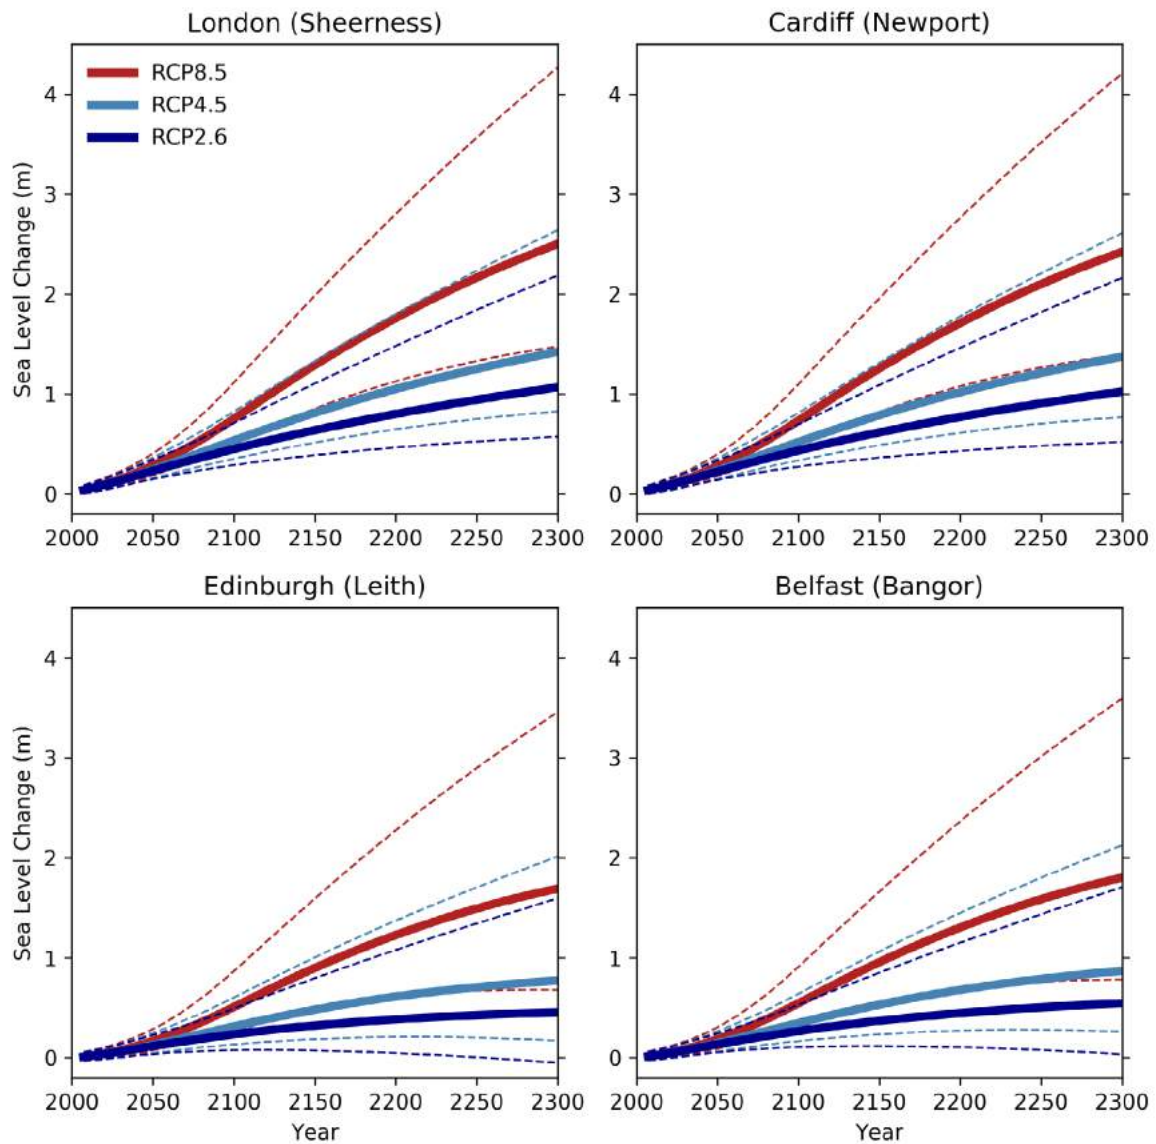 London (Sheerness)
Cardiff (Newport)
RCP8.5
RCP4.5
RCP2.6
Sea Level Change (m)
4
3
2
1
0
2000 2050 2100 2150 2200 2250 2300
4
3
2
1
0
2000 2050 2100 2150 2200 2250 2300
Edinburgh (Leith)
Belfast (Bangor)
Sea Level Change (m)
4
3
2
1
0
2000 2050 2100 2150 2200 2250 2300
Year
4
3
2
1
0
2000 2050 2100 2150 2200 2250 2300
Year